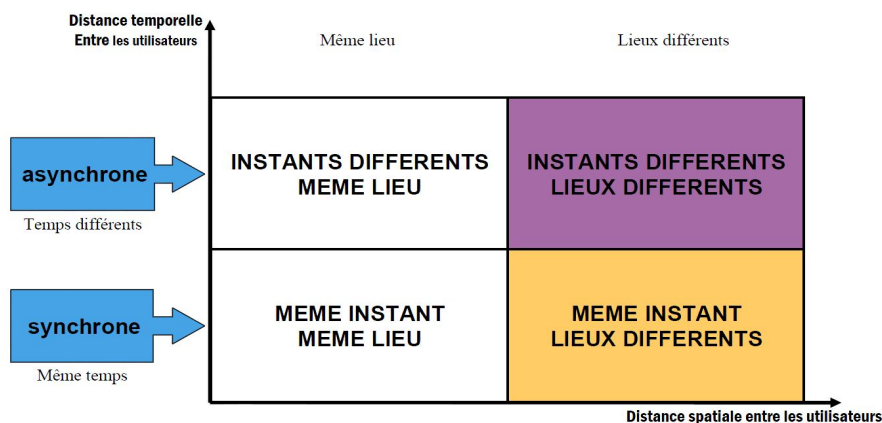 Distance temporelle
Entre les utilisateurs
Même lieu
Lieux différents
asynchrone
Temps différents
INSTANTS DIFFERENTS
MEME LIEU
INSTANTS DIFFERENTS
LIEUX DIFFERENTS
synchrone
Même temps
MEME INSTANT
MEME LIEU
MEME INSTANT
LIEUX DIFFERENTS
Distance spatiale entre les utilisateurs